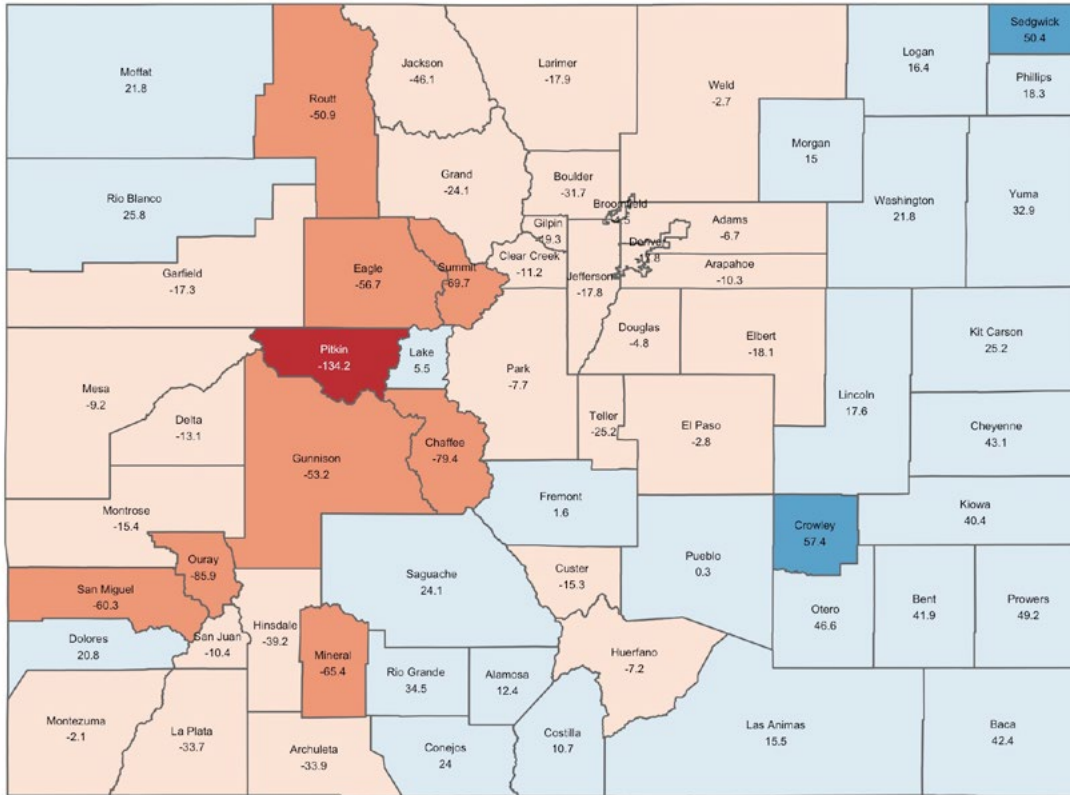 Sedgwick
50.4
Logan
16.4
Jackson
-46.1
Larimer
-17.9
Moffat
21.8
Weld
-2.7
Phillips
18.3
Routt
-50.9
Morgan
15
Grand
-24.1
Boulder
-31.7
Rio Blanco
25.8
Washington
21.8
Yuma
32.9
Broomfield
Gilpin
-19.3
Adams
-6.7
Denver
Clear Creek
-11.2
Arapahoe
-10.3
Eagle
-56.7
Summit
-69.7
Garfield
-17.3
Jefferson
-17.8
Douglas
-4.8
Elbert
-18.1
Kit Carson
25.2
Pitkin
-134.2
Lake
5.5
Park
-7.7
Mesa
-9.2
Lincoln
17.6
Delta
-13.1
Teller
-25.2
El Paso
-2.8
Cheyenne
43.1
Gunnison
-53.2
Chaffee
-79.4
Fremont
1.6
Kiowa
40.4
Montrose
-15.4
Crowley
57.4
Ouray
-85.9
Pueblo
0.3
Saguache
24.1
Custer
-15.3
San Miguel
-60.3
Otero
46.6
Bent
41.9
Prowers
49.2
Hinsdale
-39.2
Dolores
20.8
San Juan
-10.4
Mineral
-65.4
Huerfano
-7.2
Rio Grande
34.5
Alamosa
12.4
Montezuma
-2.1
La Plata
-33.7
Las Animas
15.5
Baca
42.4
Costilla
10.7
Archuleta
-33.9
Conejos
24